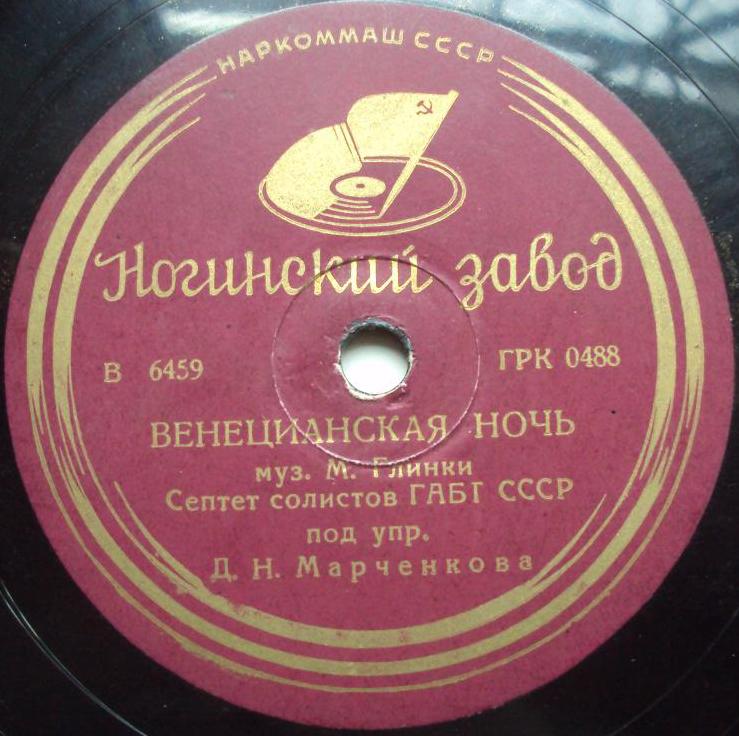 НАРКОММАШ СССР
Ногинский завод
В 6459 ГРК 0488
ВЕНЕЦИАНСКАЯ НОЧЬ
муз. М. Глинки
Септет солистов ГАБТ СССР
под упр.
Д. Н. Марченкова